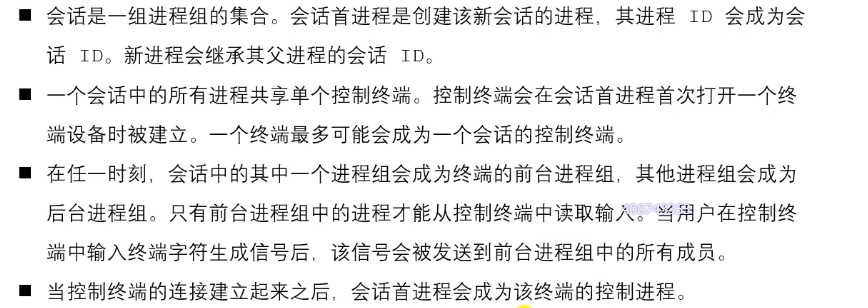 ■ 会话是一组进程组的集合。会话首进程是创建该新会话的进程，其进程 ID 会成为会
话 ID。新进程会继承其父进程的会话 ID。
■ 一个会话中的所有进程共享单个控制终端。控制终端会在会话首进程首次打开一个终
端设备时被建立。一个终端最多可能会成为一个会话的控制终端。
■ 在任一时刻，会话中的其中一个进程组会成为终端的前台进程组，其他进程组会成为
后台进程组。只有前台进程组中的进程才能从控制终端中读取输入。当用户在控制终
端中输入终端字符生成信号后，该信号会被发送到前台进程组中的所有成员。
■ 当控制终端的连接建立起来之后，会话首进程会成为该终端的控制进程。